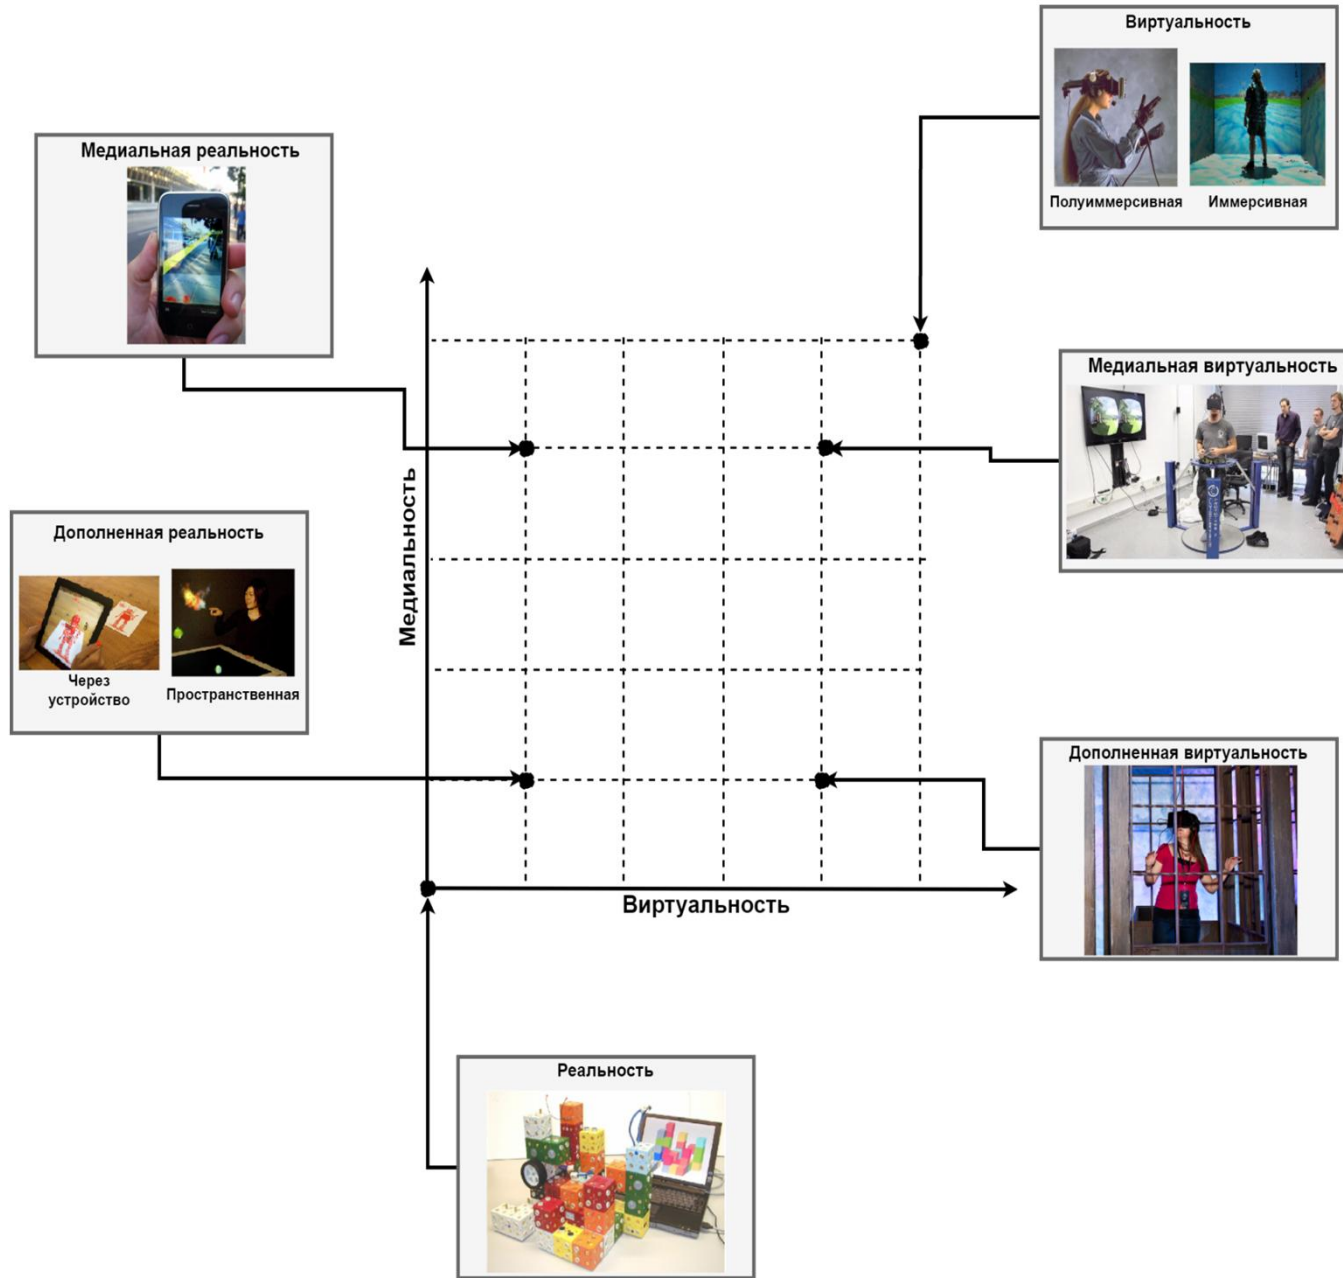 Виртуальность
Полуиммерсивная
Иммерсивная
Медиальная реальность
Медиальная виртуальность
Медиальность
Дополненная реальность
Через
устройство
Пространственная
Дополненная виртуальность
Виртуальность
Реальность